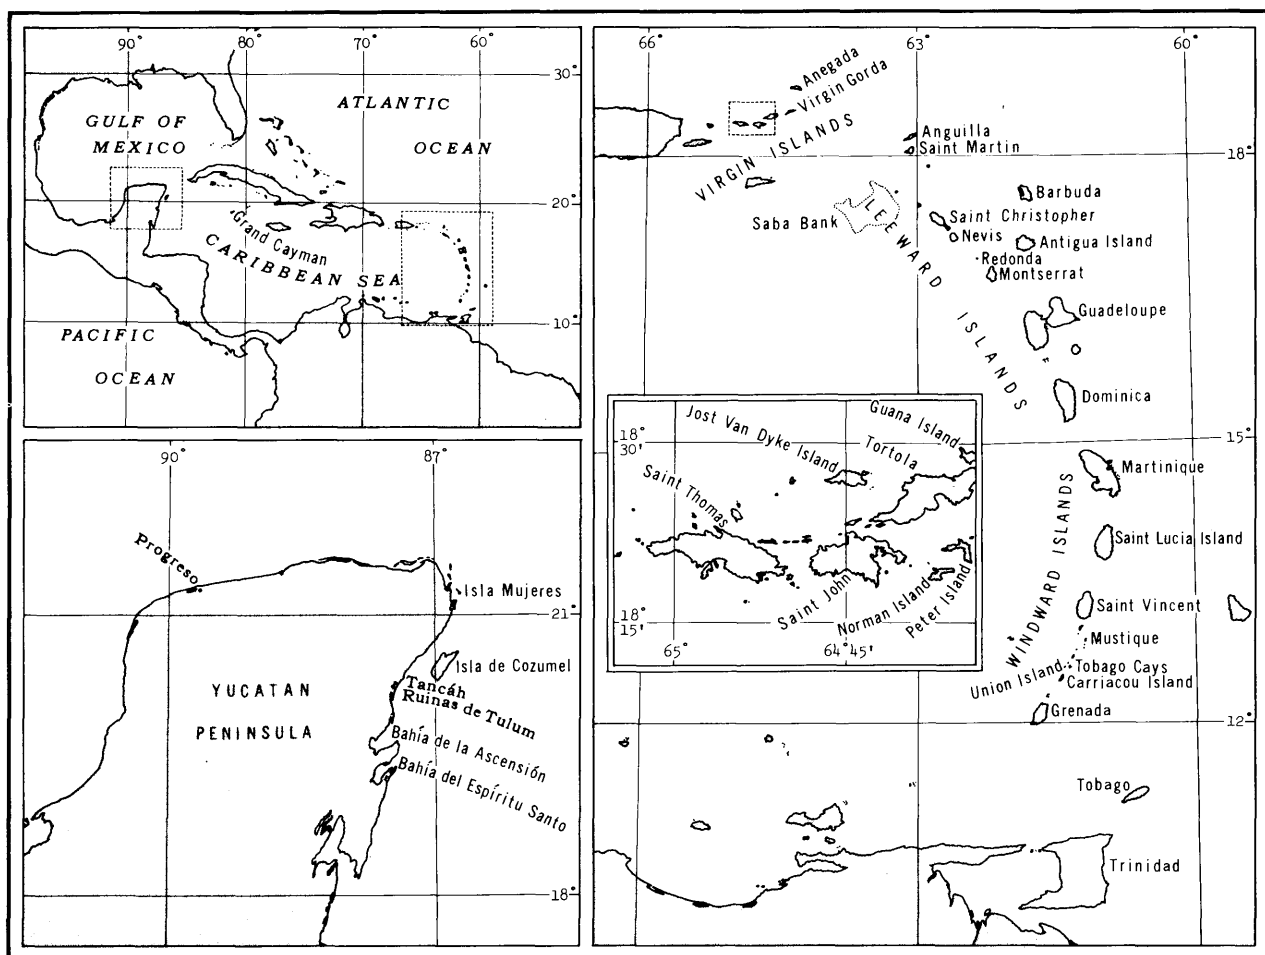 90°
80°
70°
60°
30°
ATLANTIC
OCEAN
GULF OF
MEXICO
20°
Grand Cayman
CARIBBEAN SEA
10°
PACIFIC
OCEAN
90°
87°
Progreso
Isla Mujeres
21°
Isla de Cozumel
YUCATAN
PENINSULA
Tancáh
Ruinas de Tulum
Bahía de la Ascensión
Bahía del Espíritu Santo
18°
66°
63°
60°
Anegada
Virgin Gorda
VIRGIN ISLANDS
Anguilla
Saint Martin
18°
Barbuda
Saba Bank
LEEWARD ISLANDS
Saint Christopher
Nevis
Antigua Island
Redonda
Montserrat
Guadeloupe
Dominica
15°
Martinique
WINDWARD ISLANDS
Saint Lucia Island
Saint Vincent
Mustique
Union Island
Tobago Cays
Carriacou Island
Grenada
12°
Tobago
Trinidad
18°
30'
Jost Van Dyke Island
Guana Island
Tortola
Saint Thomas
Saint John
Norman Island
Peter Island
18°
15'
65°
64° 45'